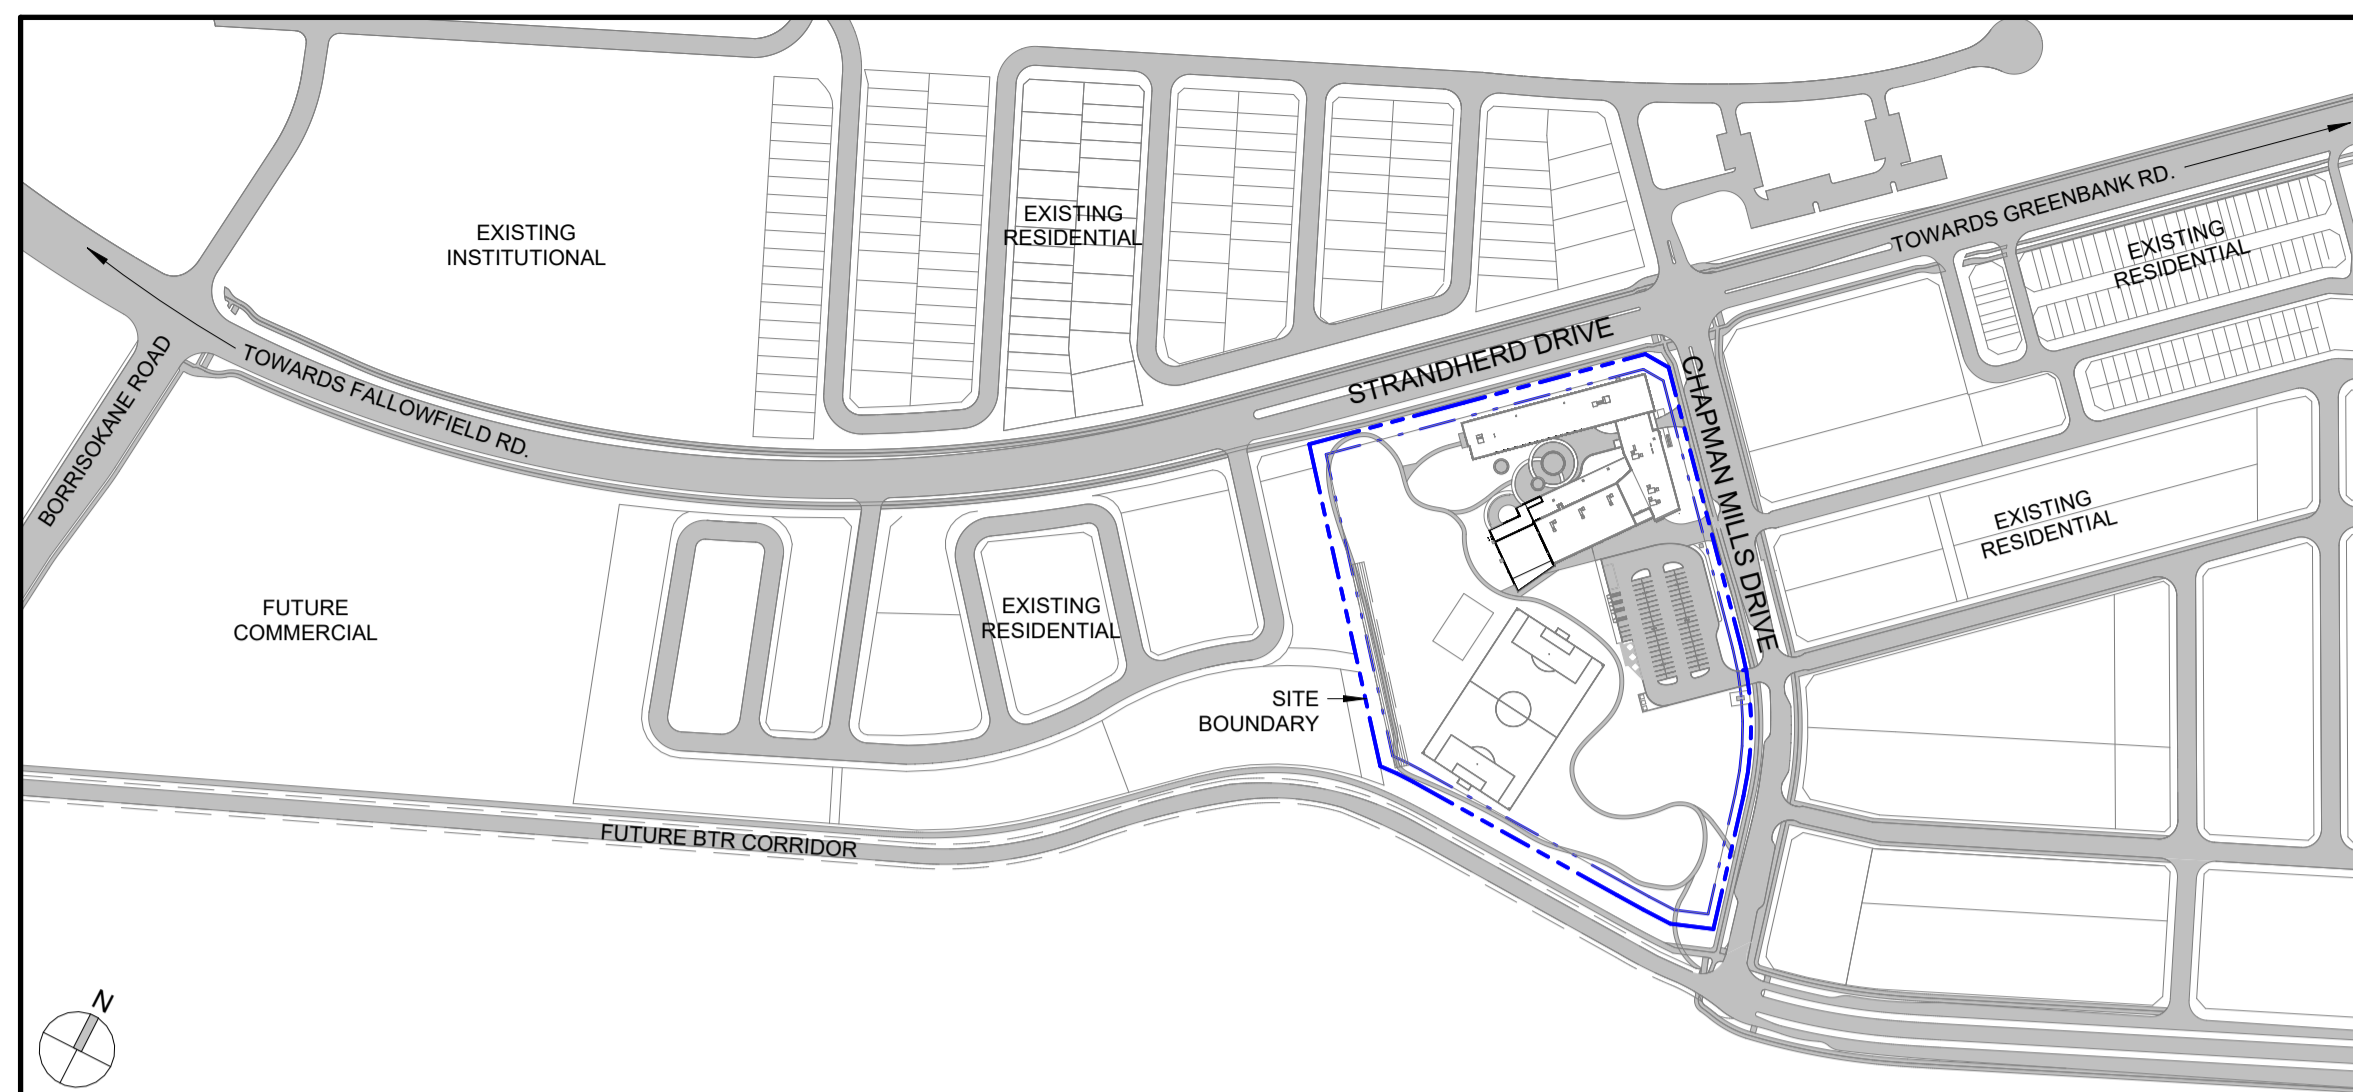 EXISTING
INSTITUTIONAL
EXISTING
RESIDENTIAL
TOWARDS GREENBANK RD.
EXISTING
RESIDENTIAL
STRANDHERD DRIVE
BORRISOKANE ROAD
TOWARDS FALLOWFIELD RD.
CHAPMAN MILLS DRIVE
EXISTING
RESIDENTIAL
FUTURE
COMMERCIAL
EXISTING
RESIDENTIAL
SITE
BOUNDARY
FUTURE BTR CORRIDOR
N